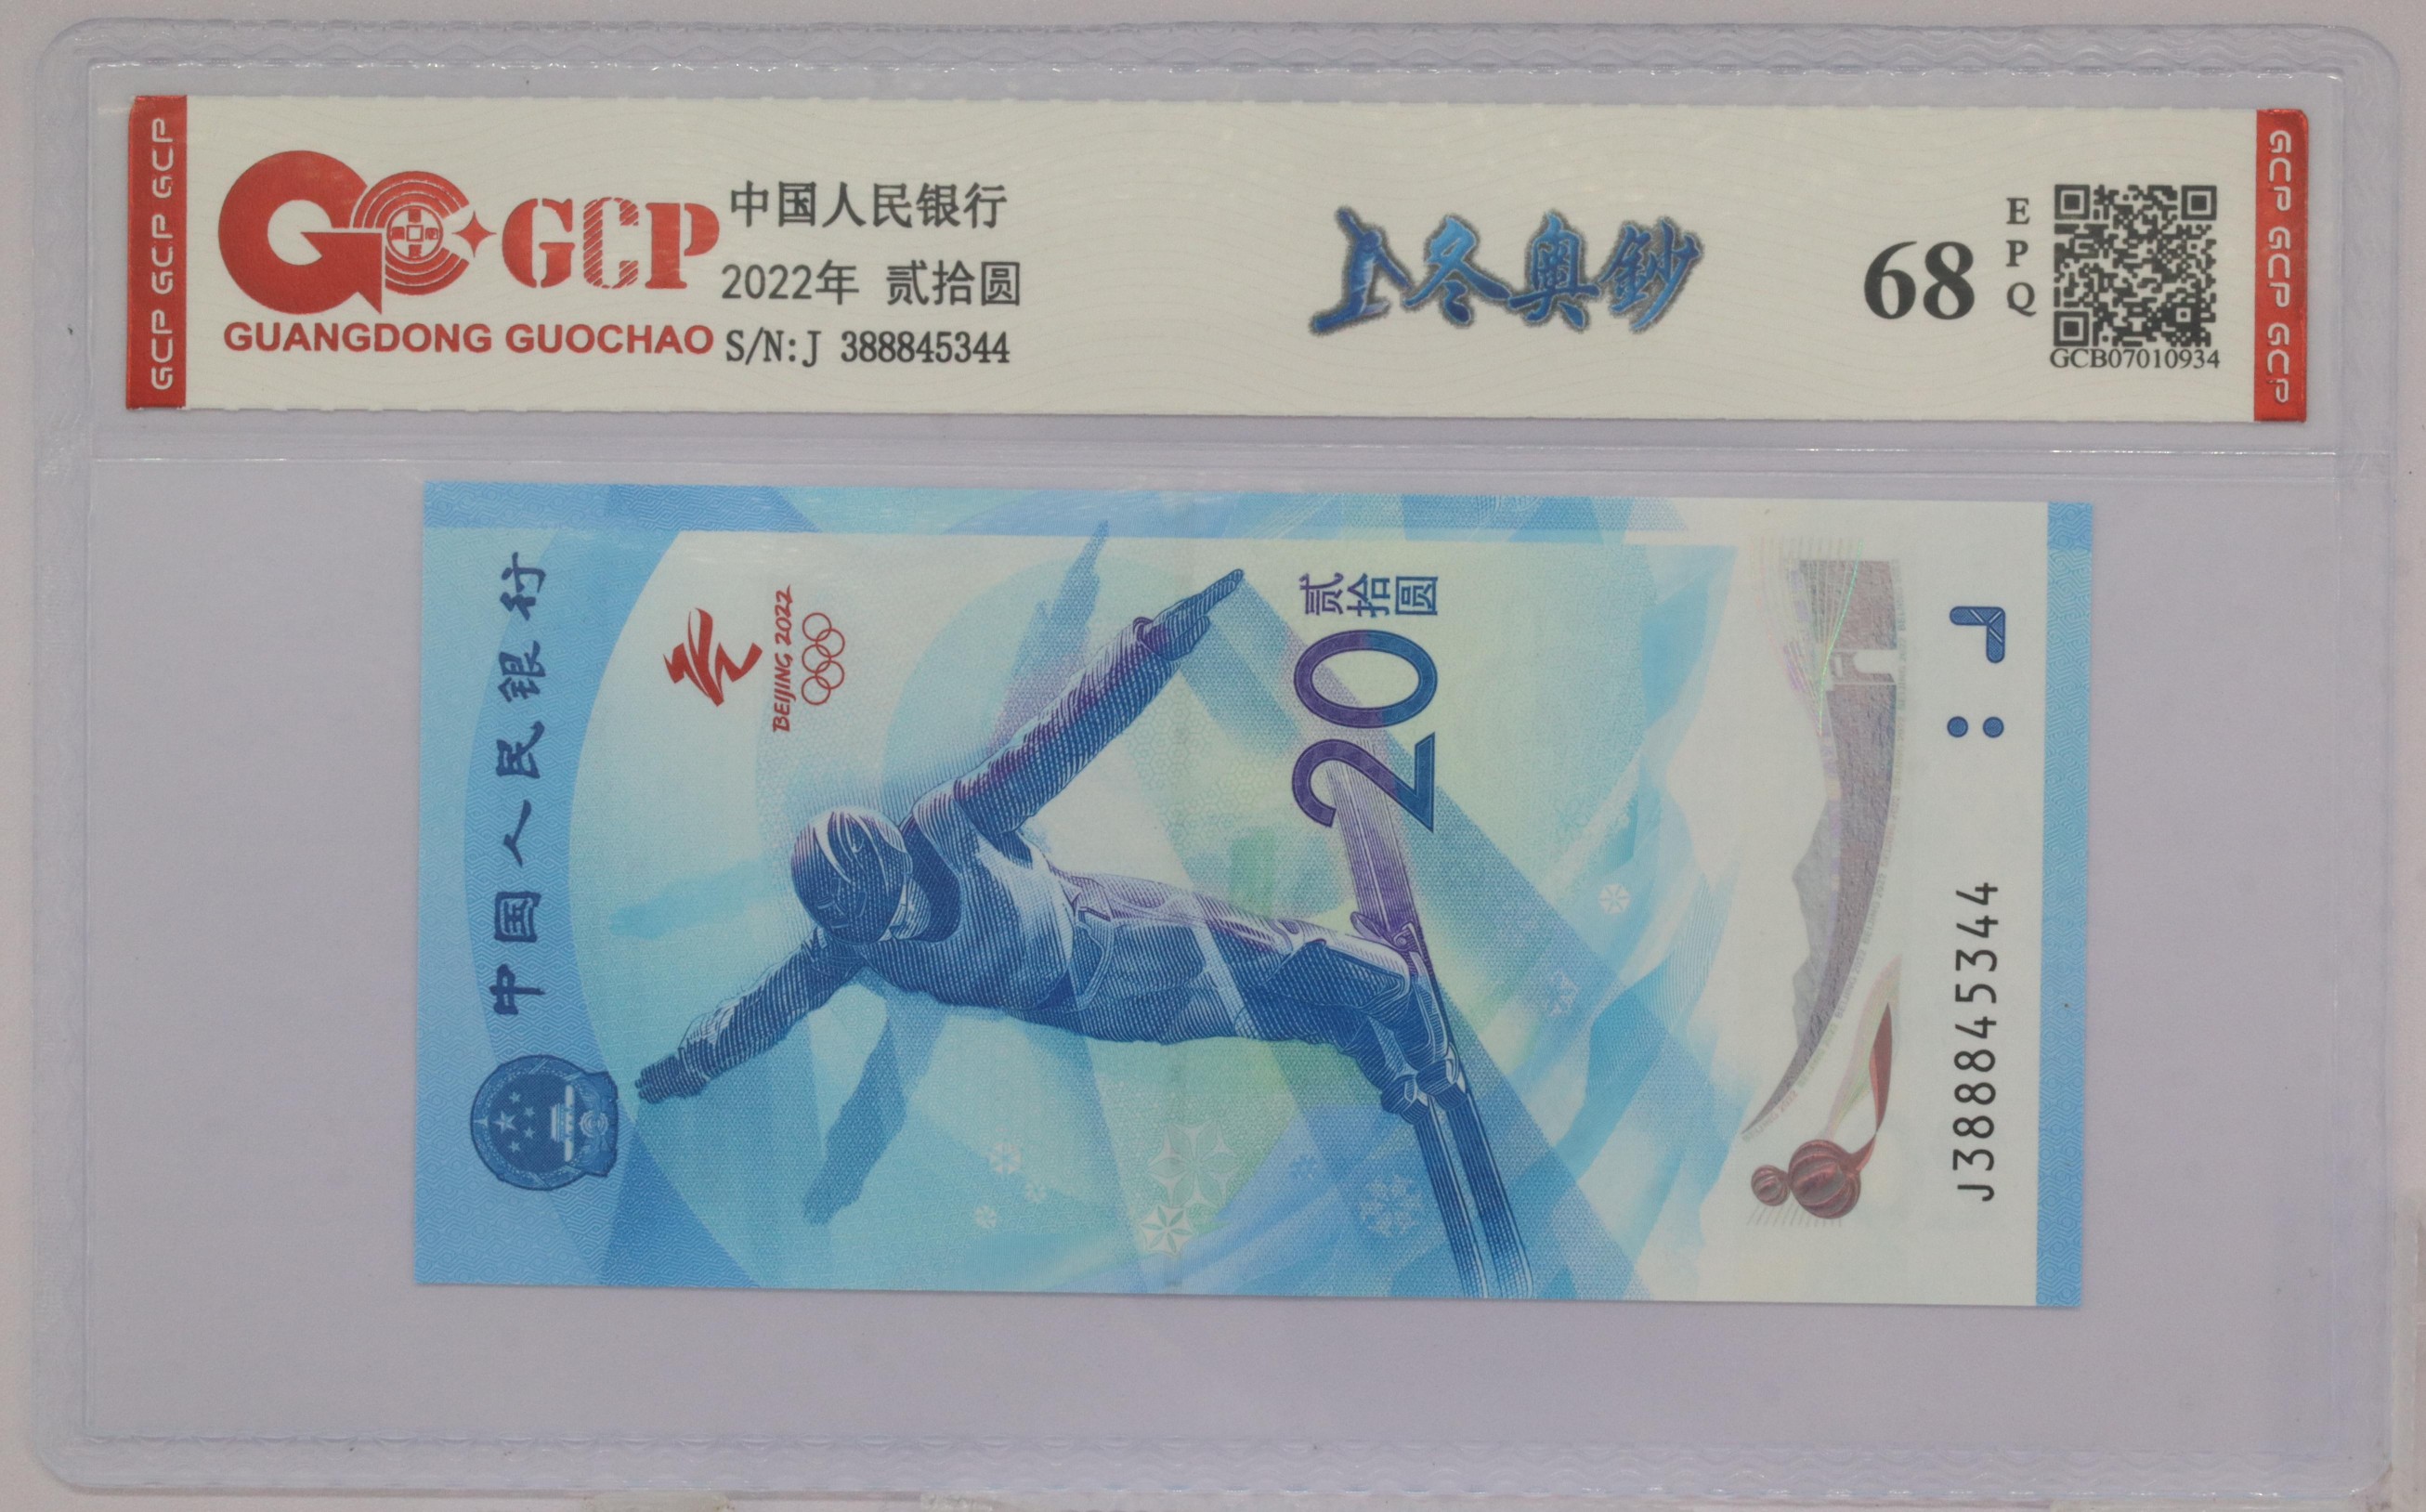 GCP GCP GCP
GCP
GUANGDONG GUOCHAO
中国人民银行
2022年 贰拾圆
S/N:J 388845344
冬奥鈔
68
EPQ
GCB07010934
GCP GCP GCP
中国人民银行
BEIJING 2022
贰拾圆
20
J388845344